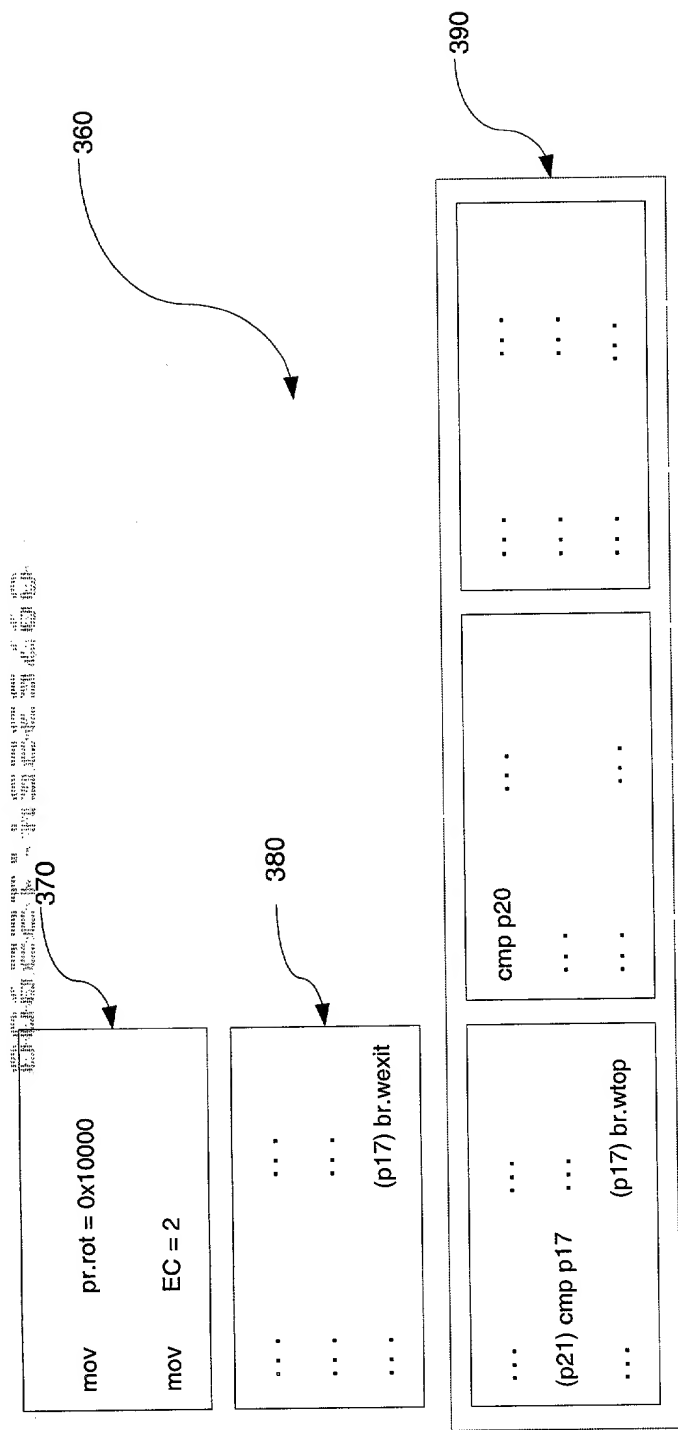 360
370
mov pr.rot = 0x10000
mov EC = 2
380
... ...
... ...
... (p17) br.wexit
390
... ...
(p21) cmp p17 ...
... (p17) br.wtop
cmp p20 ...
...
... ...
... ...
... ...
... ...